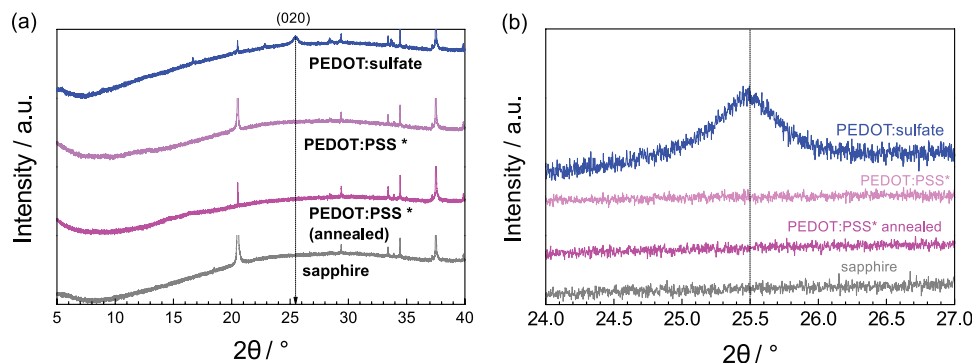 (a)
(020)
Intensity / a.u.
PEDOT:sulfate
PEDOT:PSS *
PEDOT:PSS *
(annealed)
sapphire
5 10 15 20 25 30 35 40
2θ / °
(b)
Intensity / a.u.
PEDOT:sulfate
PEDOT:PSS*
PEDOT:PSS* annealed
sapphire
24.0 24.5 25.0 25.5 26.0 26.5 27.0
2θ / °